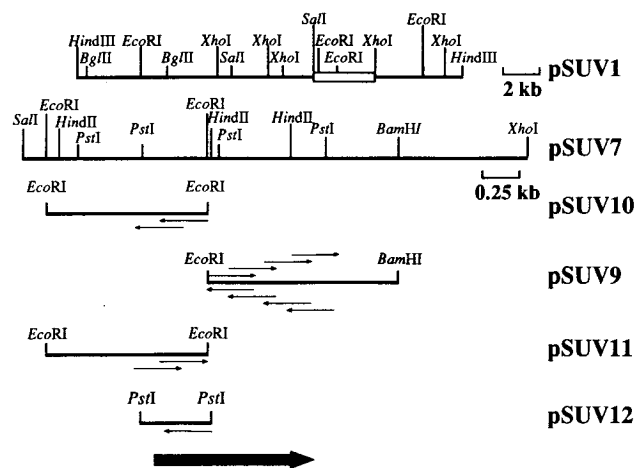 SalI
EcoRI
HindIII EcoRI XhoI XhoI EcoRI XhoI XhoI
BglII BglII SalI XhoI EcoRI HindIII
pSUV1
2 kb
EcoRI EcoRI
SalI HindII PstI HindII HindII PstI BamHI XhoI
PstI PstI
pSUV7
0.25 kb
EcoRI EcoRI
pSUV10
EcoRI BamHI
pSUV9
EcoRI EcoRI
pSUV11
PstI PstI
pSUV12